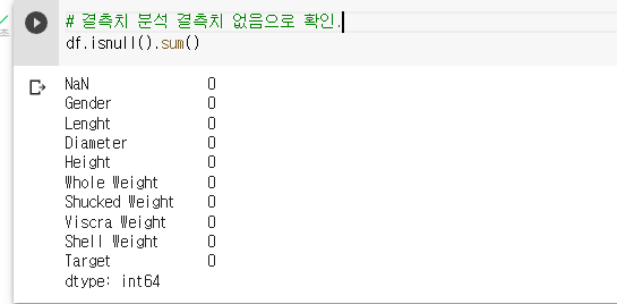 # 결측치 분석 결측치 없음으로 확인.
df.isnull().sum()
NaN 0
Gender 0
Lenght 0
Diameter 0
Height 0
Whole Weight 0
Shucked Weight 0
Viscra Weight 0
Shell Weight 0
Target 0
dtype: int64